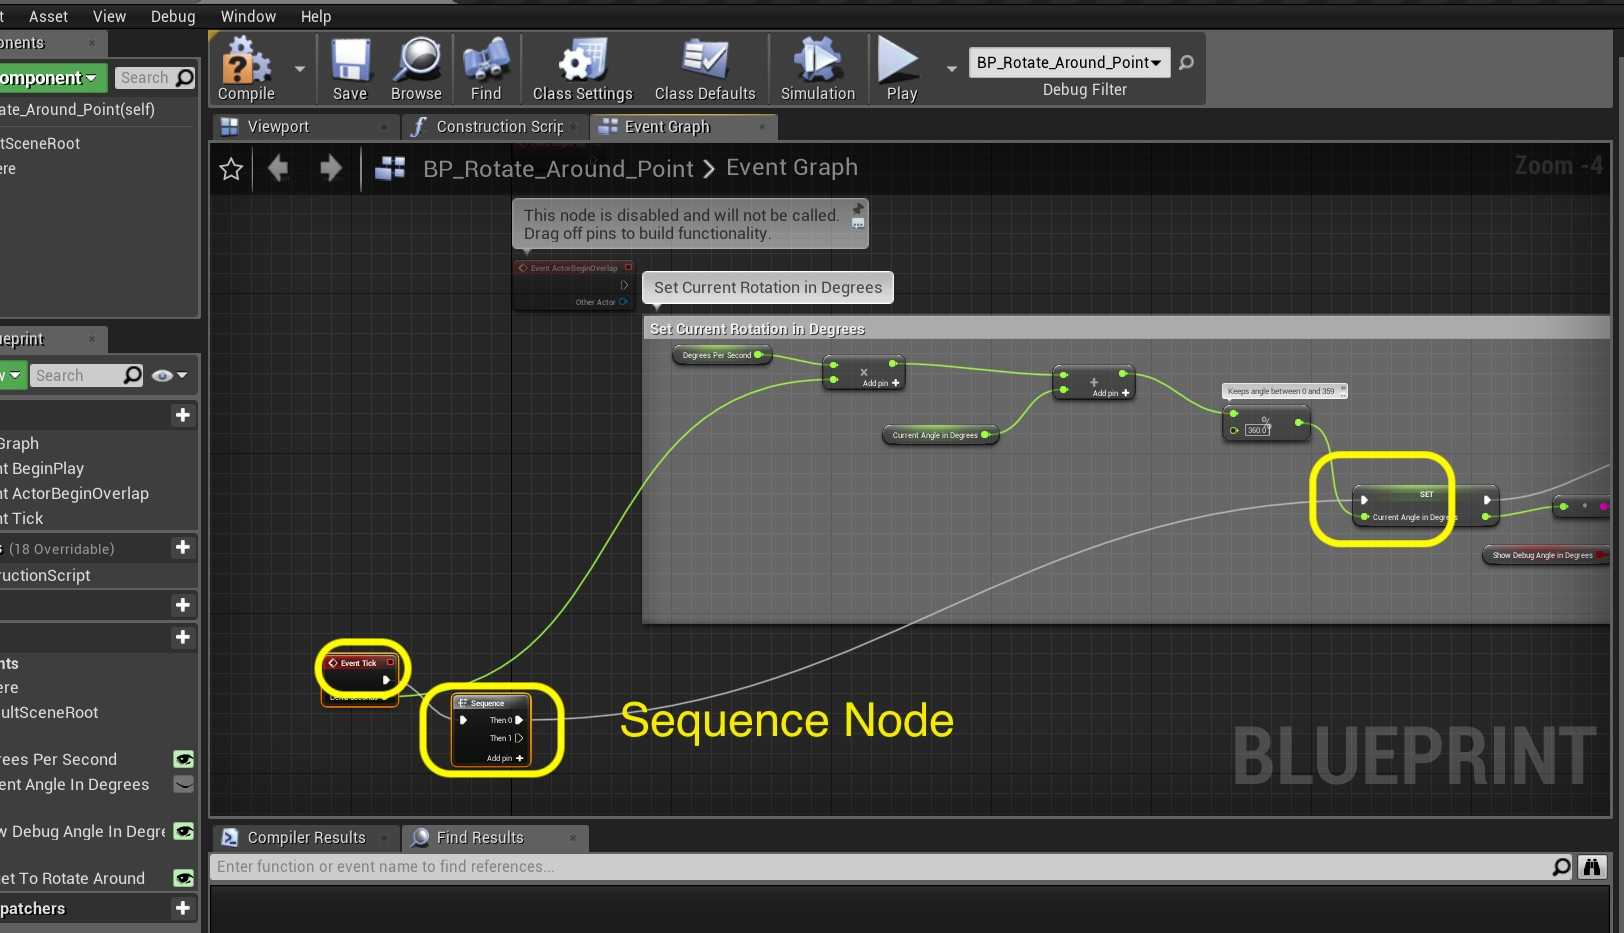 t Asset View Debug Window Help
onents
omponent
Search
ate_Around_Point(self)
tSceneRoot
ere
Compile
Save
Browse
Find
Class Settings
Class Defaults
Simulation
Play
BP_Rotate_Around_Point
Debug Filter
Viewport
Construction Scrip
Event Graph
BP_Rotate_Around_Point > Event Graph
Zoom -4
This node is disabled and will not be called.
Drag off pins to build functionality.
Event ActorBeginOverlap
Other Actor
Set Current Rotation in Degrees
Set Current Rotation in Degrees
Degrees Per Second
x
Add pin +
+
Add pin +
Keeps angle between 0 and 359
%
360.0
Current Angle in Degrees
SET
Current Angle in Degrees
Show Debug Angle in Degrees
Event Tick
Sequence
Then 0
Then 1
Add pin +
Sequence Node
BLUEPRINT
ueprint
w
Search
Graph
nt BeginPlay
nt ActorBeginOverlap
nt Tick
s (18 Overridable)
ructionScript
nts
ere
ultSceneRoot
rees Per Second
ent Angle In Degrees
w Debug Angle In Degre
et To Rotate Around
patchers
Compiler Results
Find Results
Enter function or event name to find references...